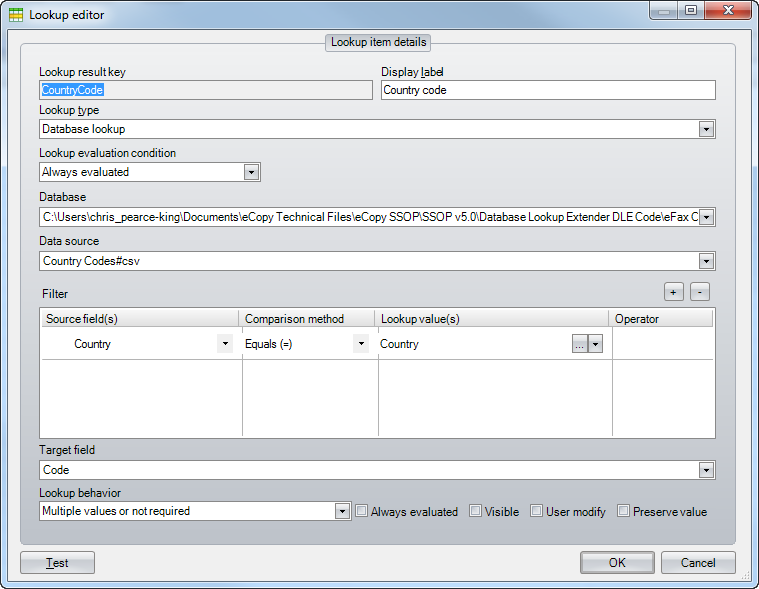 Lookup editor
Lookup item details
Lookup result key Display label
CountryCode Country code
Lookup type
Database lookup
Lookup evaluation condition
Always evaluated
Database
C:\Users\chris_pearce-king\Documents\eCopy Technical Files\eCopy SSOP\SSOP v5.0\Database Lookup Extender DLE Code\eFax C
Data source
Country Codes#csv
Filter + -
Source field(s) Comparison method Lookup value(s) Operator
Country Equals (=) Country ...
Target field
Code
Lookup behavior
Multiple values or not required Always evaluated Visible User modify Preserve value
Test OK Cancel